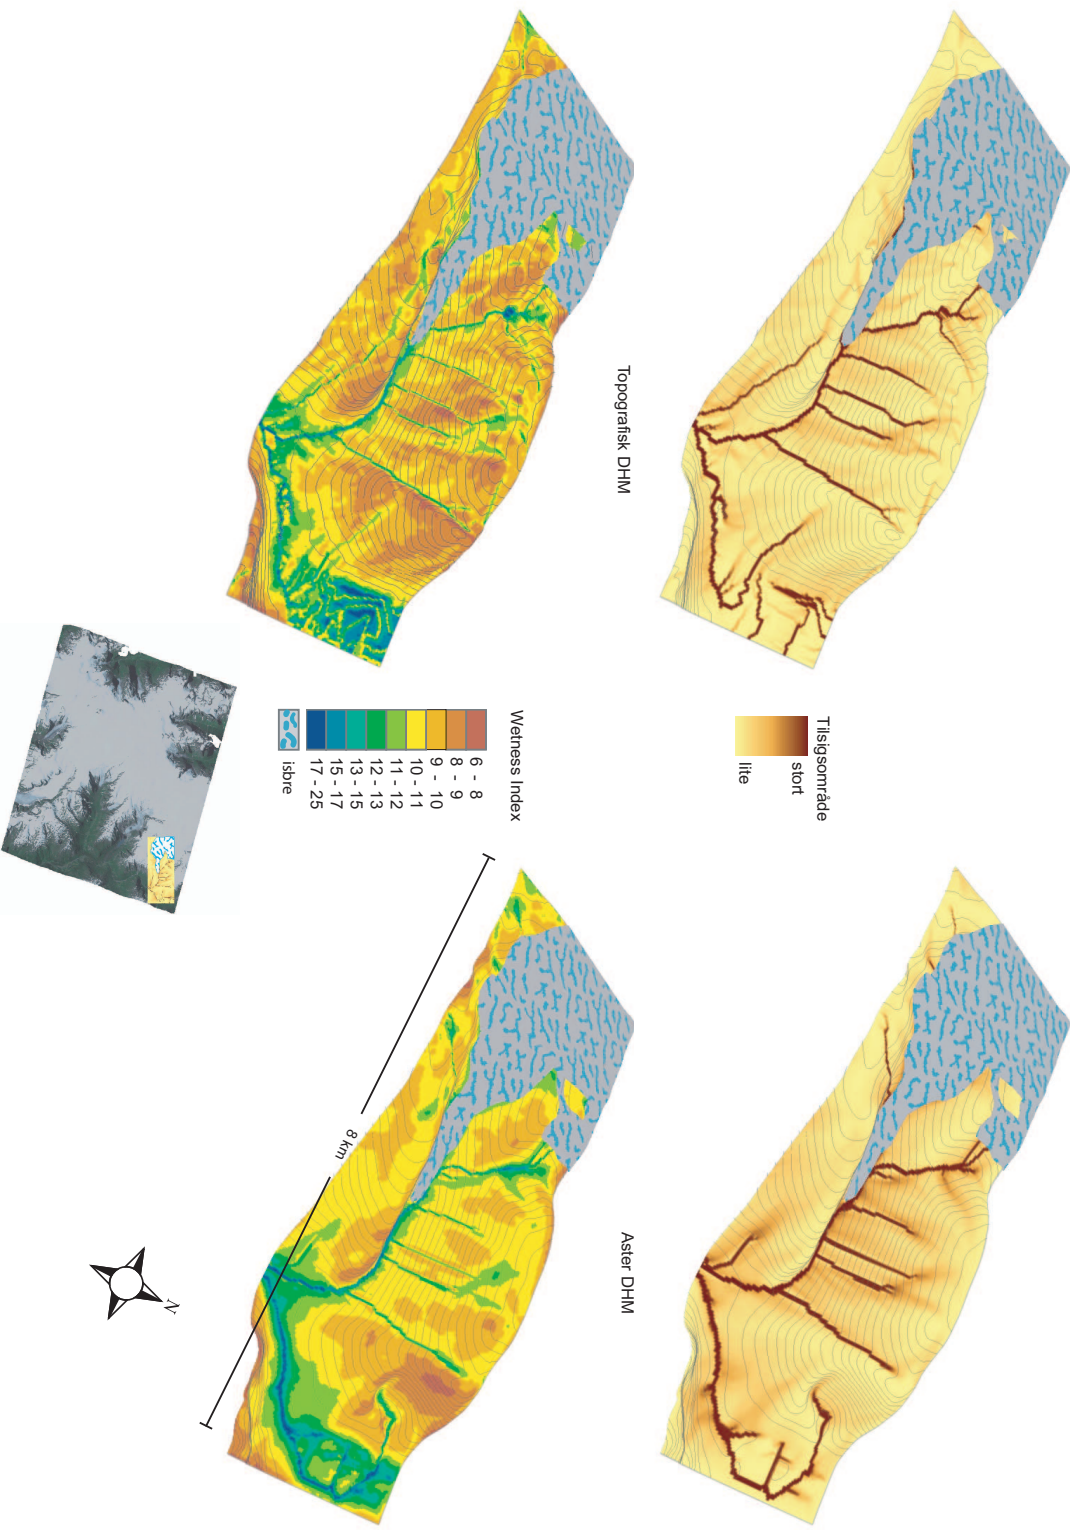 Topografisk DHM
Tilsigsområde
stort
lite
Wetness Index
6 - 8
8 - 9
9 - 10
10 - 11
11 - 12
12 - 13
13 - 15
15 - 17
17 - 25
isbre
Aster DHM
8 km
N